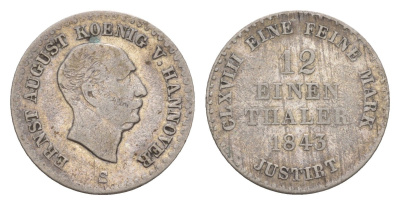 ERNST AUGUST KOENIG V. HANNOVER
S
CLXVIII EINE FEINE MARK
12
EINEN
THALER
1843
JUSTIRT